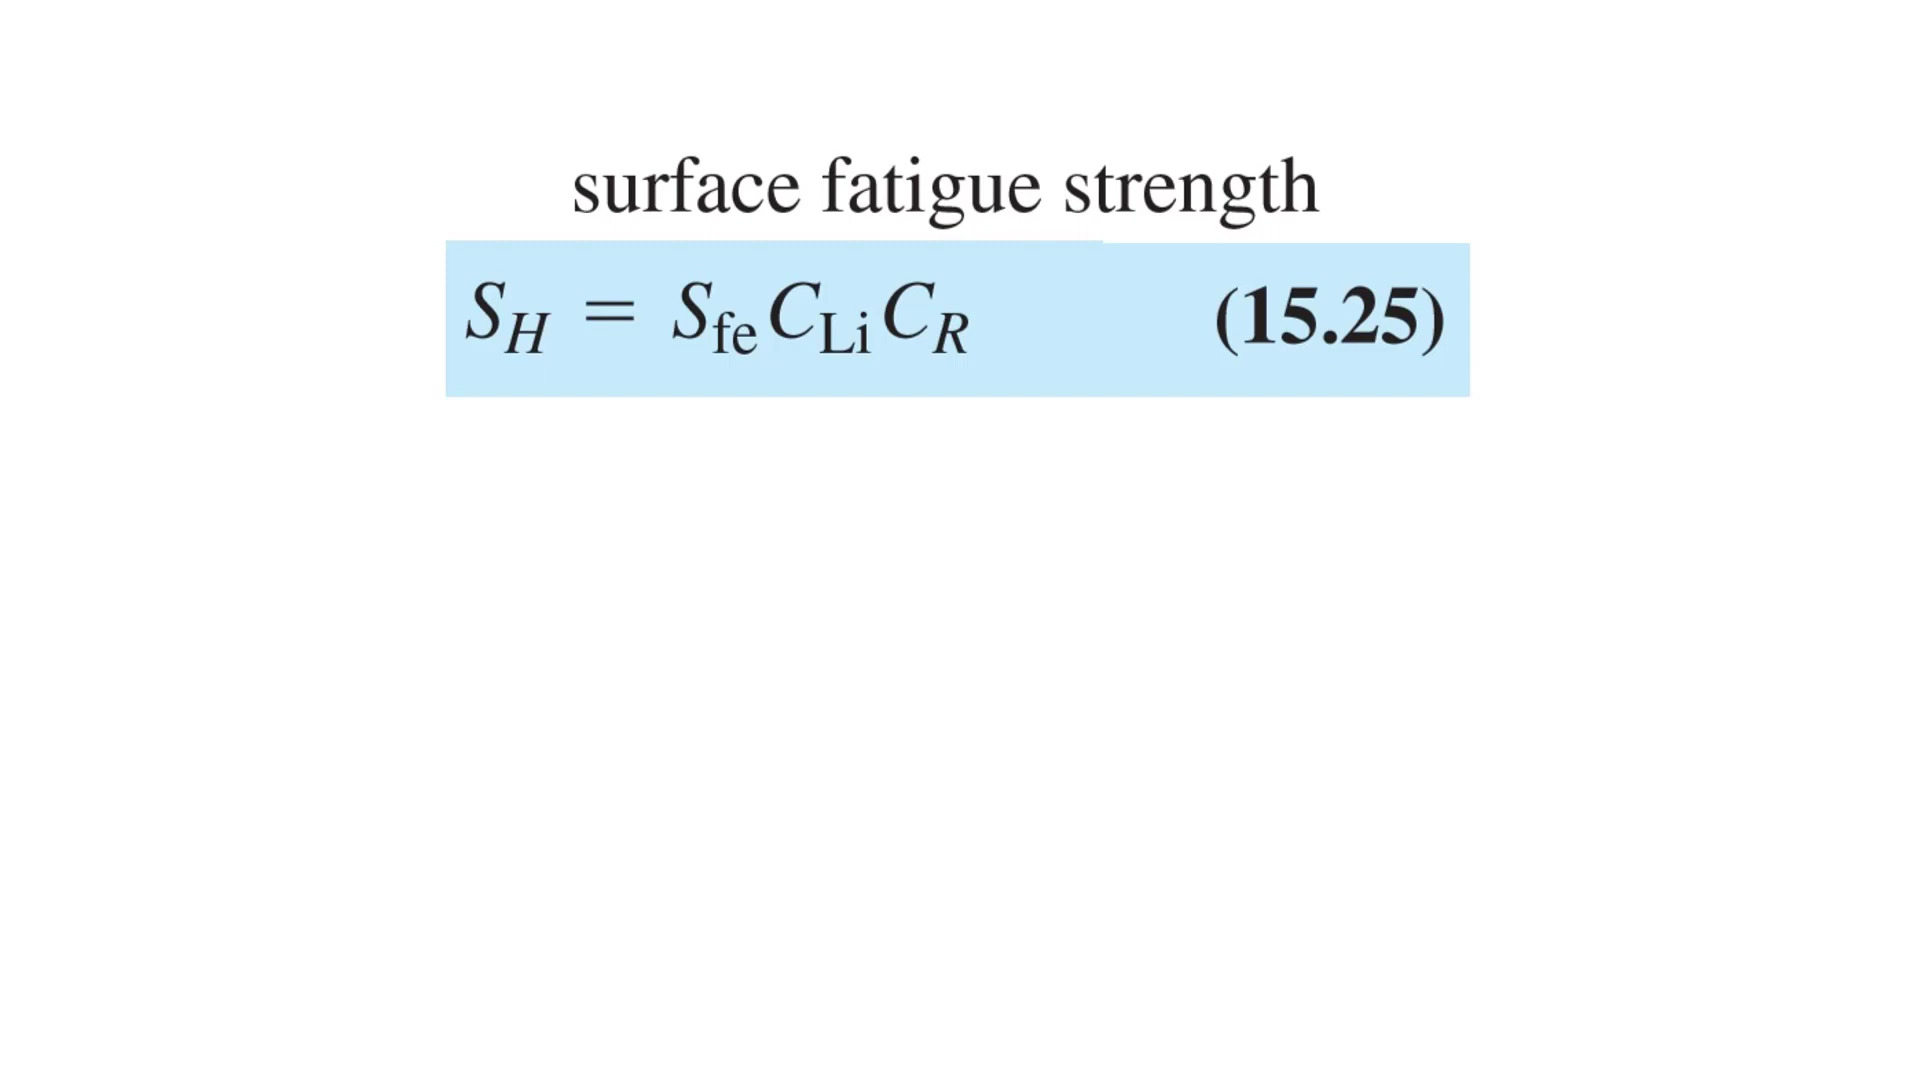 surface fatigue strength
S_H = S_fe C_Li C_R (15.25)